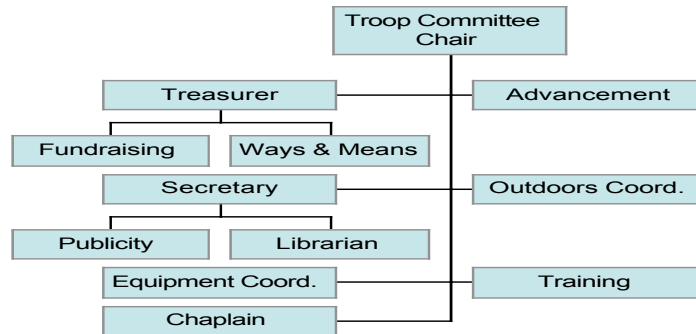 Troop Committee
Chair
Treasurer
Advancement
Fundraising
Ways & Means
Secretary
Outdoors Coord.
Publicity
Librarian
Equipment Coord.
Training
Chaplain